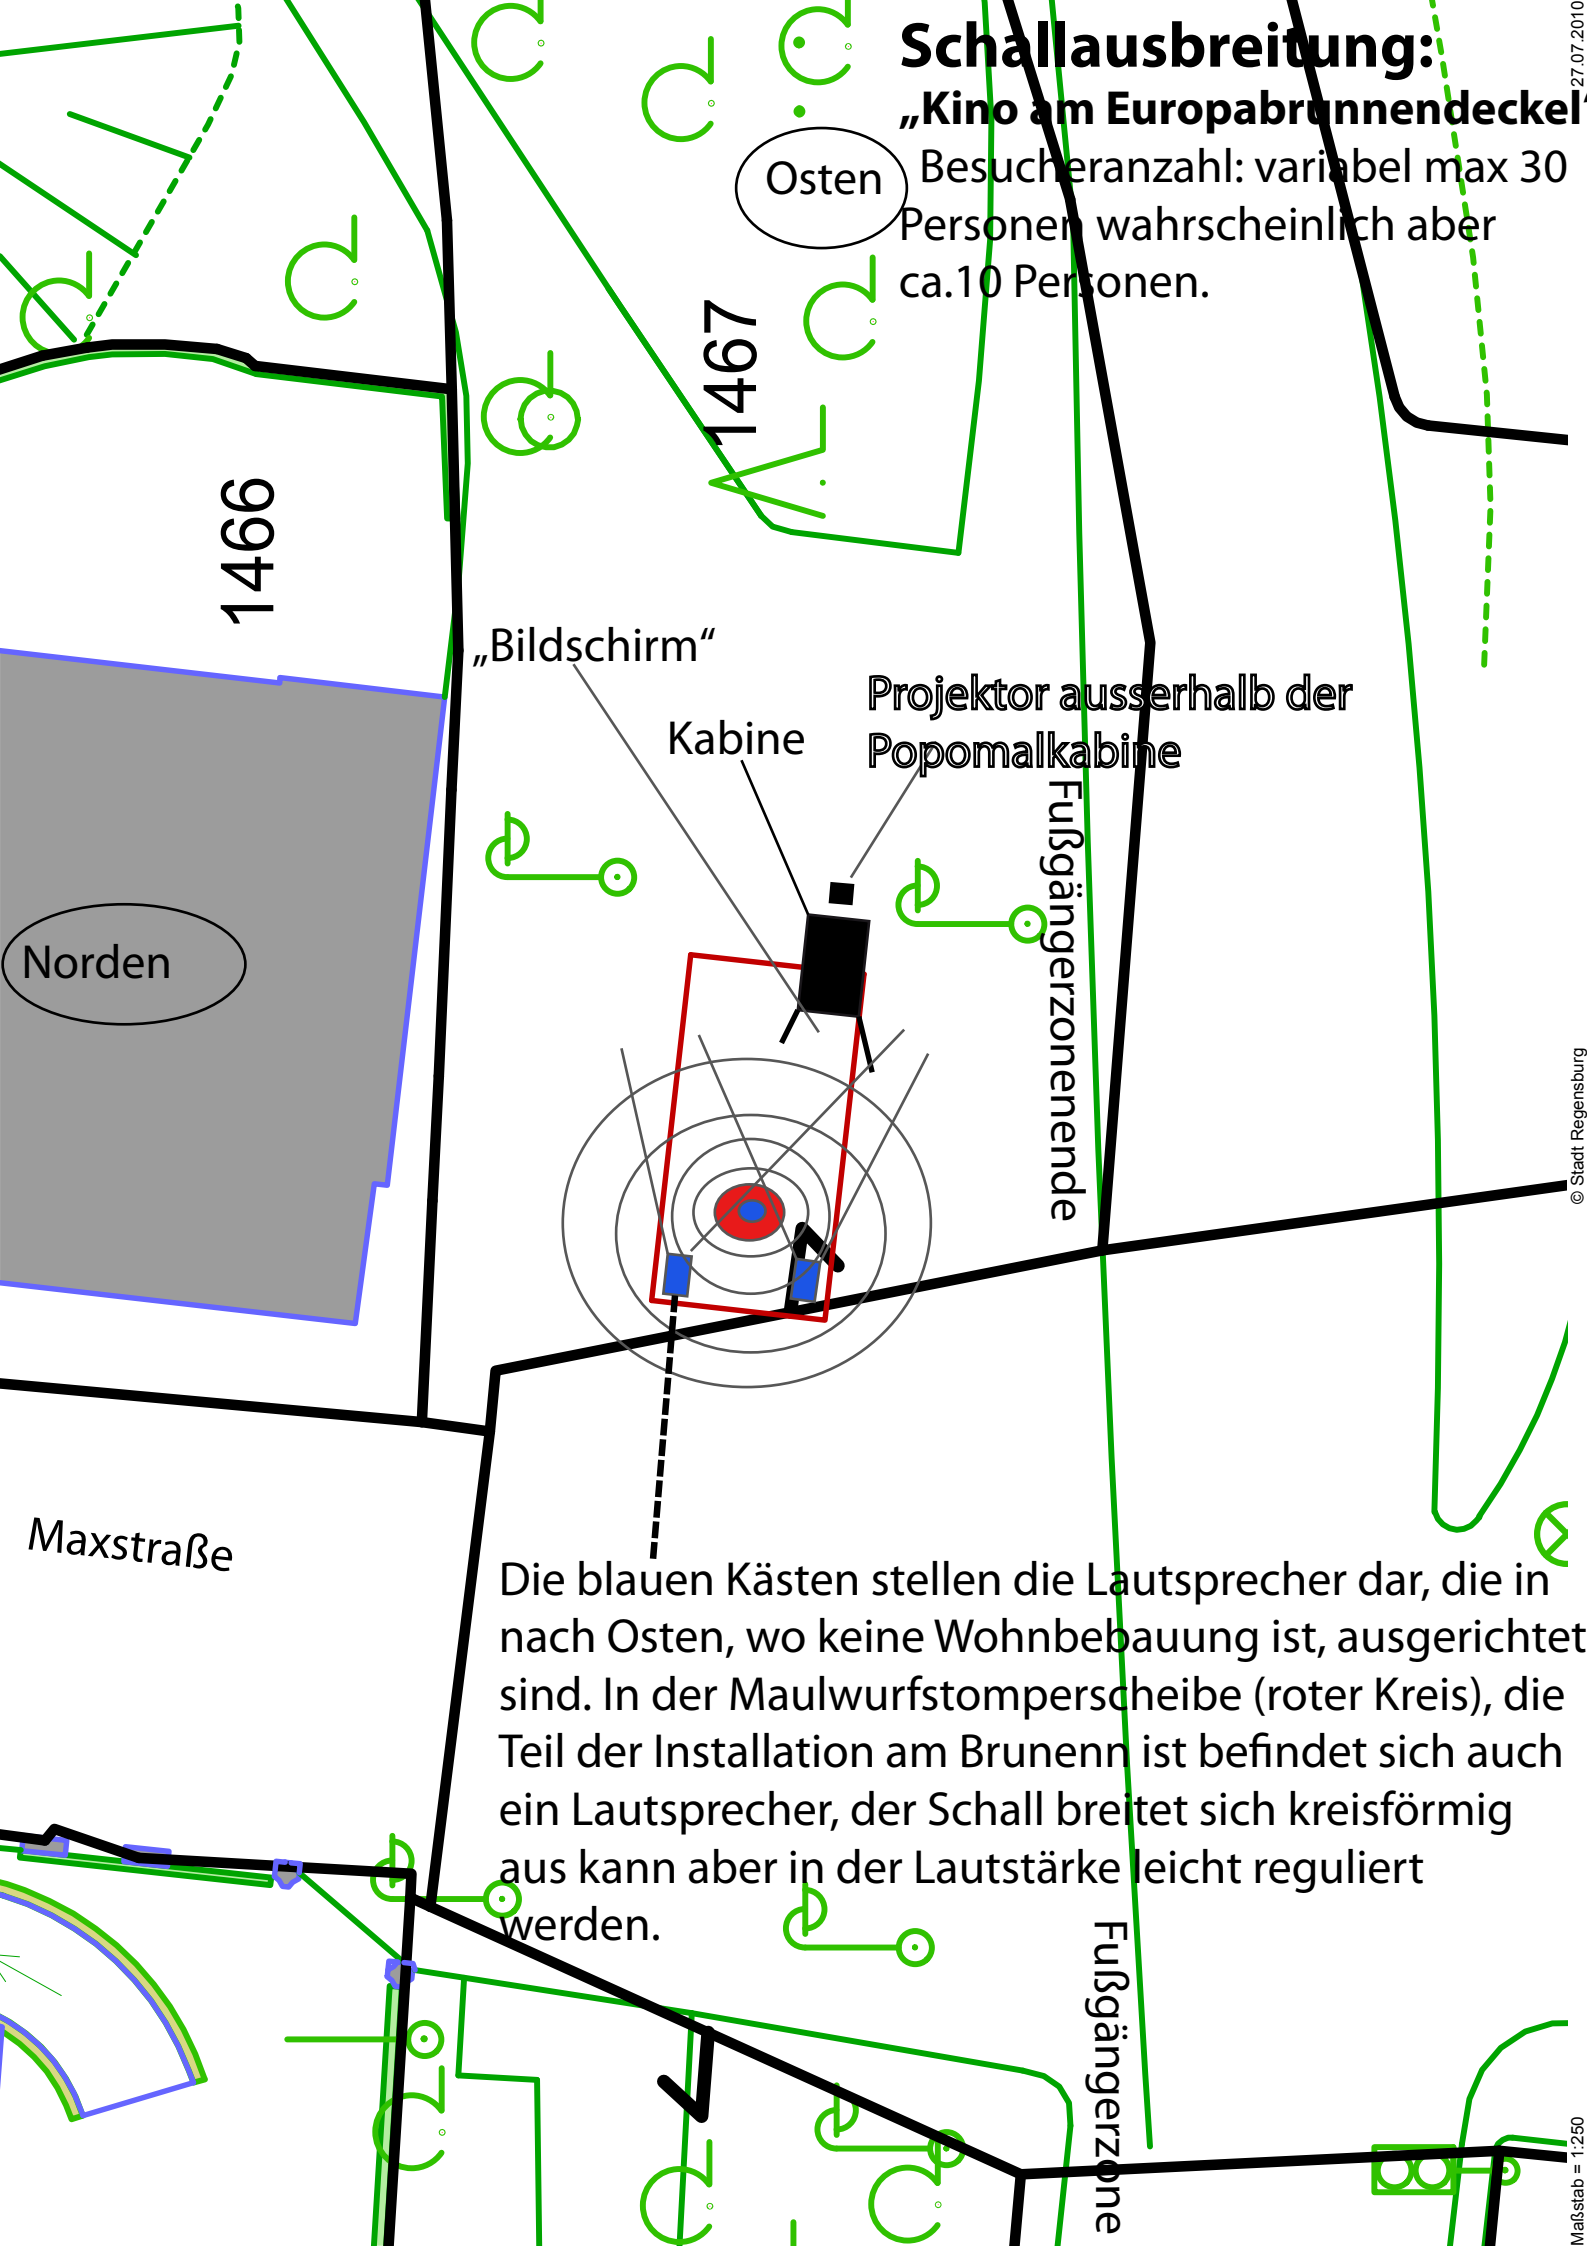 Schallausbreitung:
„Kino am Europabrunnendeckel“
Besucheranzahl: variabel max 30
Personen wahrscheinlich aber
ca.10 Personen.
27.07.2010
Osten
1467
1466
„Bildschirm“
Kabine
Projektor ausserhalb der
Popomalkabine
Fußgängerzonenende
Norden
© Stadt Regensburg
Maxstraße
Die blauen Kästen stellen die Lautsprecher dar, die in
nach Osten, wo keine Wohnbebauung ist, ausgerichtet
sind. In der Maulwurfstomperscheibe (roter Kreis), die
Teil der Installation am Brunenn ist befindet sich auch
ein Lautsprecher, der Schall breitet sich kreisförmig
aus kann aber in der Lautstärke leicht reguliert
werden.
Fußgängerzone
Maßstab = 1:250